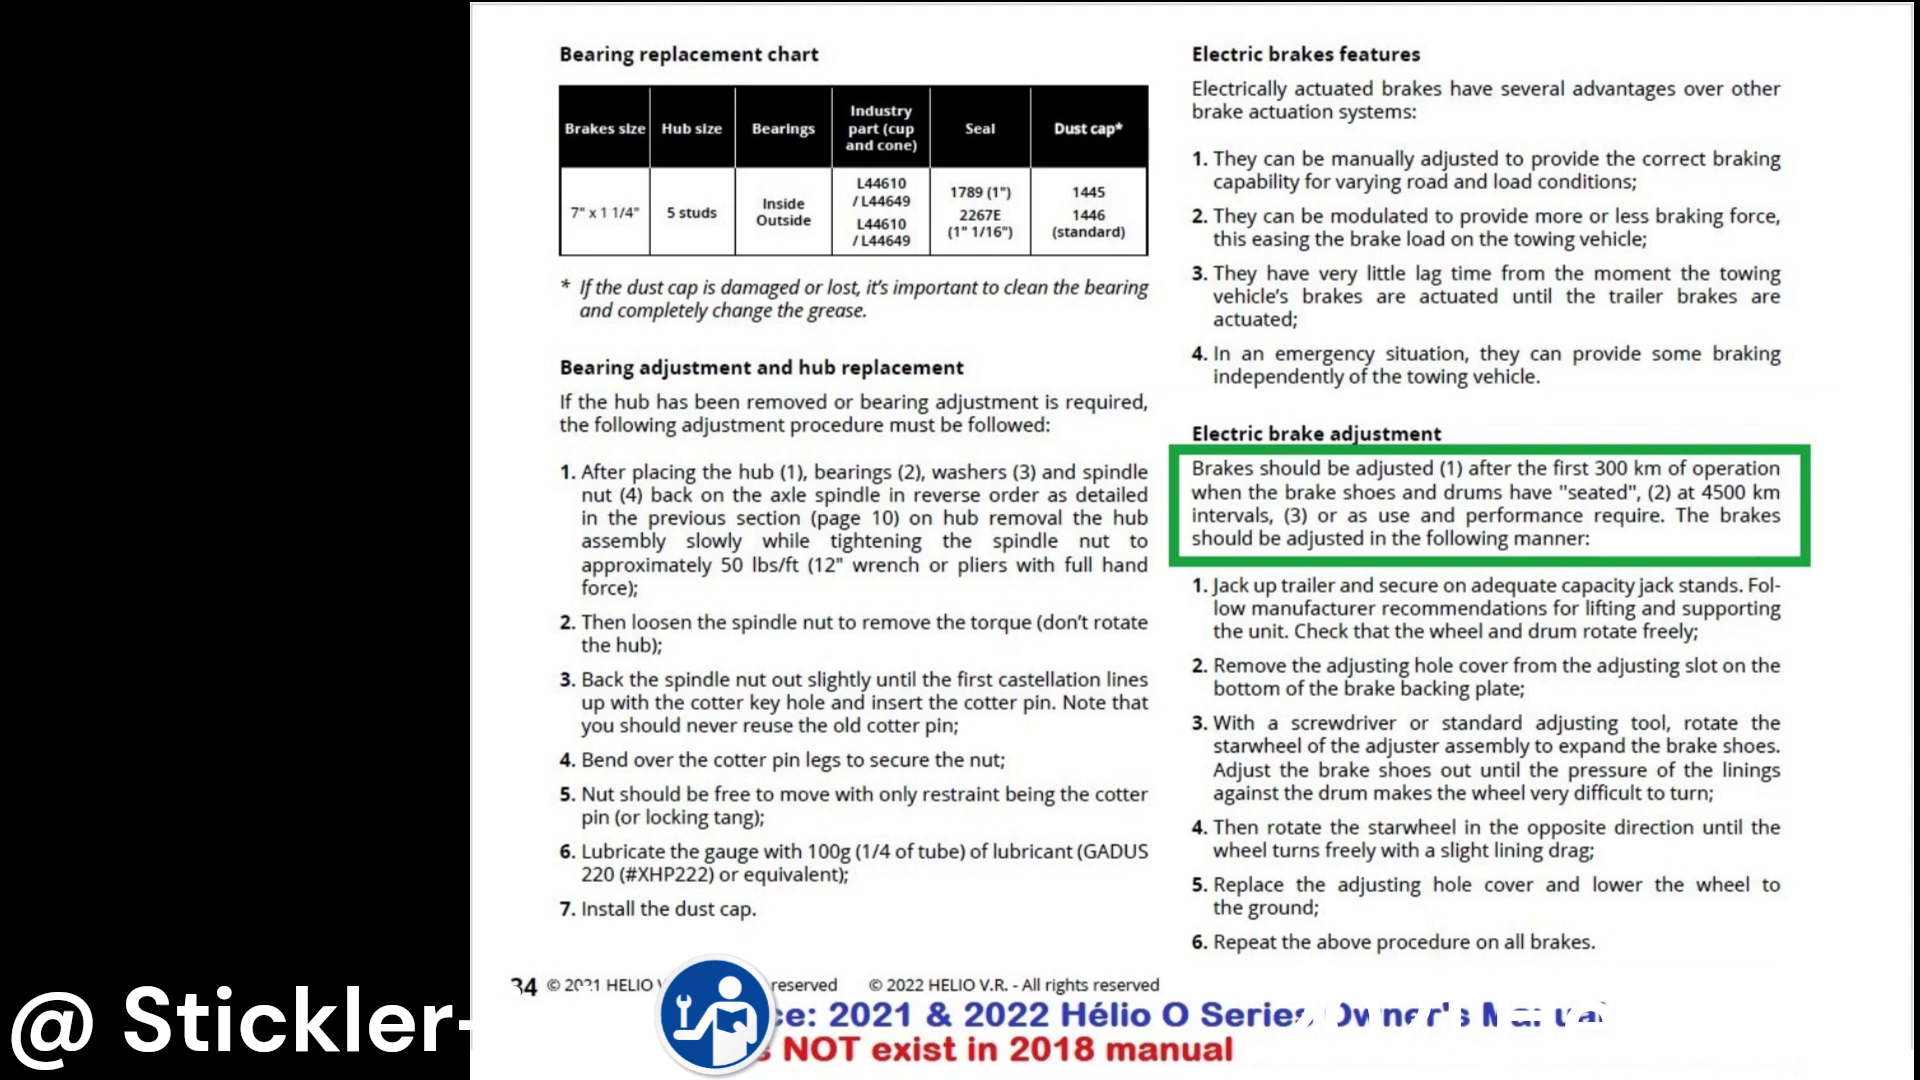 Bearing replacement chart
Brakes size
Hub size
Bearings
Industry
part (cup
and cone)
Seal
Dust cap*
7" x 1 1/4"
5 studs
Inside
Outside
L44610
/ L44649
L44610
/ L44649
1789 (1")
2267E
(1" 1/16")
1445
1446
(standard)
* If the dust cap is damaged or lost, it's important to clean the bearing
and completely change the grease.
Bearing adjustment and hub replacement
If the hub has been removed or bearing adjustment is required,
the following adjustment procedure must be followed:
1. After placing the hub (1), bearings (2), washers (3) and spindle
nut (4) back on the axle spindle in reverse order as detailed
in the previous section (page 10) on hub removal the hub
assembly slowly while tightening the spindle nut to
approximately 50 lbs/ft (12" wrench or pliers with full hand
force);
2. Then loosen the spindle nut to remove the torque (don't rotate
the hub);
3. Back the spindle nut out slightly until the first castellation lines
up with the cotter key hole and insert the cotter pin. Note that
you should never reuse the old cotter pin;
4. Bend over the cotter pin legs to secure the nut;
5. Nut should be free to move with only restraint being the cotter
pin (or locking tang);
6. Lubricate the gauge with 100g (1/4 of tube) of lubricant (GADUS
220 (#XHP222) or equivalent);
7. Install the dust cap.
Electric brakes features
Electrically actuated brakes have several advantages over other
brake actuation systems:
1. They can be manually adjusted to provide the correct braking
capability for varying road and load conditions;
2. They can be modulated to provide more or less braking force,
this easing the brake load on the towing vehicle;
3. They have very little lag time from the moment the towing
vehicle's brakes are actuated until the trailer brakes are
actuated;
4. In an emergency situation, they can provide some braking
independently of the towing vehicle.
Electric brake adjustment
Brakes should be adjusted (1) after the first 300 km of operation
when the brake shoes and drums have "seated", (2) at 4500 km
intervals, (3) or as use and performance require. The brakes
should be adjusted in the following manner:
1. Jack up trailer and secure on adequate capacity jack stands. Fol-
low manufacturer recommendations for lifting and supporting
the unit. Check that the wheel and drum rotate freely;
2. Remove the adjusting hole cover from the adjusting slot on the
bottom of the brake backing plate;
3. With a screwdriver or standard adjusting tool, rotate the
starwheel of the adjuster assembly to expand the brake shoes.
Adjust the brake shoes out until the pressure of the linings
against the drum makes the wheel very difficult to turn;
4. Then rotate the starwheel in the opposite direction until the
wheel turns freely with a slight lining drag;
5. Replace the adjusting hole cover and lower the wheel to
the ground;
6. Repeat the above procedure on all brakes.
34 © 2021 HELIO reserved © 2022 HELIO V.R. - All rights reserved
2021 & 2022 Hélio O Series Owner's Manual
NOT exist in 2018 manual
@ Stickler-